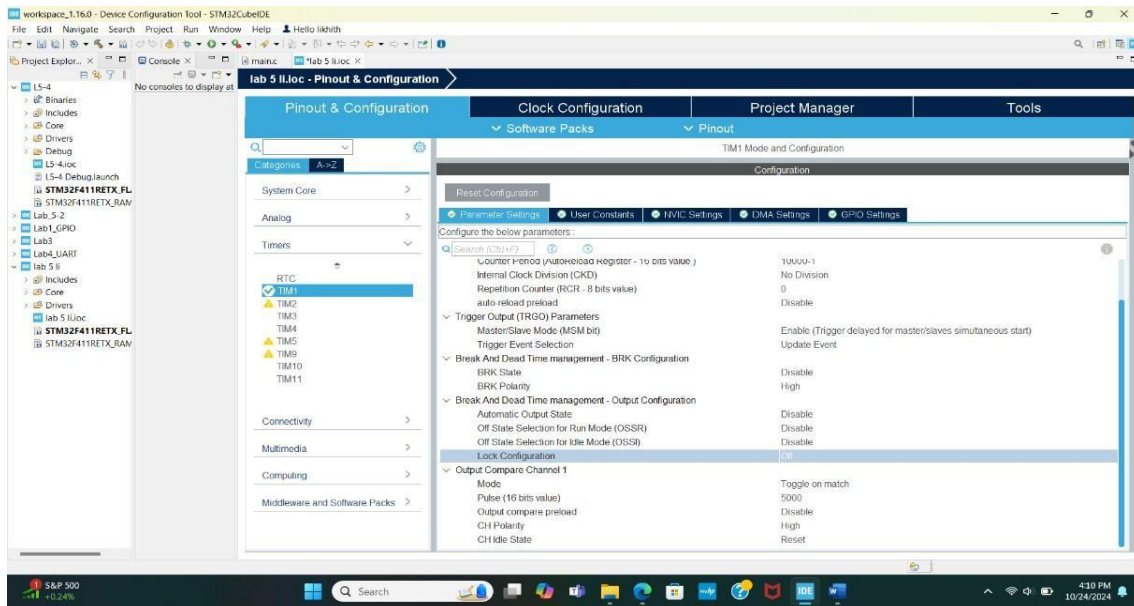 workspace_1.16.0 - Device Configuration Tool - STM32CubeIDE
File Edit Navigate Search Project Run Window Help Hello likhith
Project Explor... Console main.c *lab 5 li.ioc
No consoles to display at
L5-4
Binaries
Includes
Core
Drivers
Debug
L5-4.ioc
L5-4 Debug.launch
STM32F411RETX_FL
STM32F411RETX_RAM
Lab_5-2
Lab1_GPIO
Lab3
Lab4_UART
lab 5 li
Includes
Core
Drivers
lab 5 li.ioc
STM32F411RETX_FL
STM32F411RETX_RAM
lab 5 li.ioc - Pinout & Configuration
Pinout & Configuration Clock Configuration Project Manager Tools
Software Packs Pinout
Categories A->Z
System Core
Analog
Timers
RTC
TIM1
TIM2
TIM3
TIM4
TIM5
TIM9
TIM10
TIM11
Connectivity
Multimedia
Computing
Middleware and Software Packs
TIM1 Mode and Configuration
Configuration
Reset Configuration
Parameter Settings User Constants NVIC Settings DMA Settings GPIO Settings
Configure the below parameters :
Search (Ctrl+F)
Counter Period (AutoReload Register - 16 bits value ) 10000-1
Internal Clock Division (CKD) No Division
Repetition Counter (RCR - 8 bits value) 0
auto-reload preload Disable
Trigger Output (TRGO) Parameters
Master/Slave Mode (MSM bit) Enable (Trigger delayed for master/slaves simultaneous start)
Trigger Event Selection Update Event
Break And Dead Time management - BRK Configuration
BRK State Disable
BRK Polarity High
Break And Dead Time management - Output Configuration
Automatic Output State Disable
Off State Selection for Run Mode (OSSR) Disable
Off State Selection for Idle Mode (OSSI) Disable
Lock Configuration Off
Output Compare Channel 1
Mode Toggle on match
Pulse (16 bits value) 5000
Output compare preload Disable
CH Polarity High
CH Idle State Reset
1
S&P 500
+0.24%
Search
IDE
4:10 PM
10/24/2024